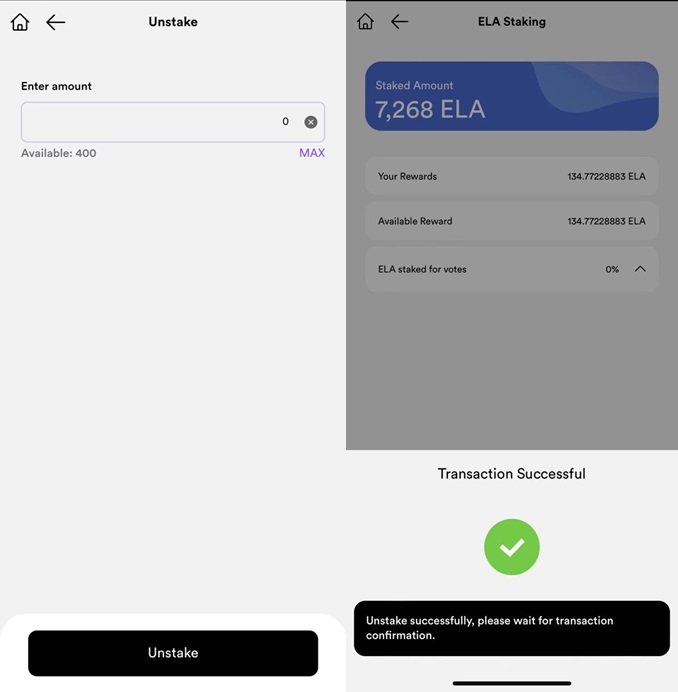 Unstake
Enter amount
0
Available: 400 MAX
Unstake
ELA Staking
Staked Amount
7,268 ELA
Your Rewards 134.77228883 ELA
Available Reward 134.77228883 ELA
ELA staked for votes 0%
Transaction Successful
Unstake successfully, please wait for transaction
confirmation.